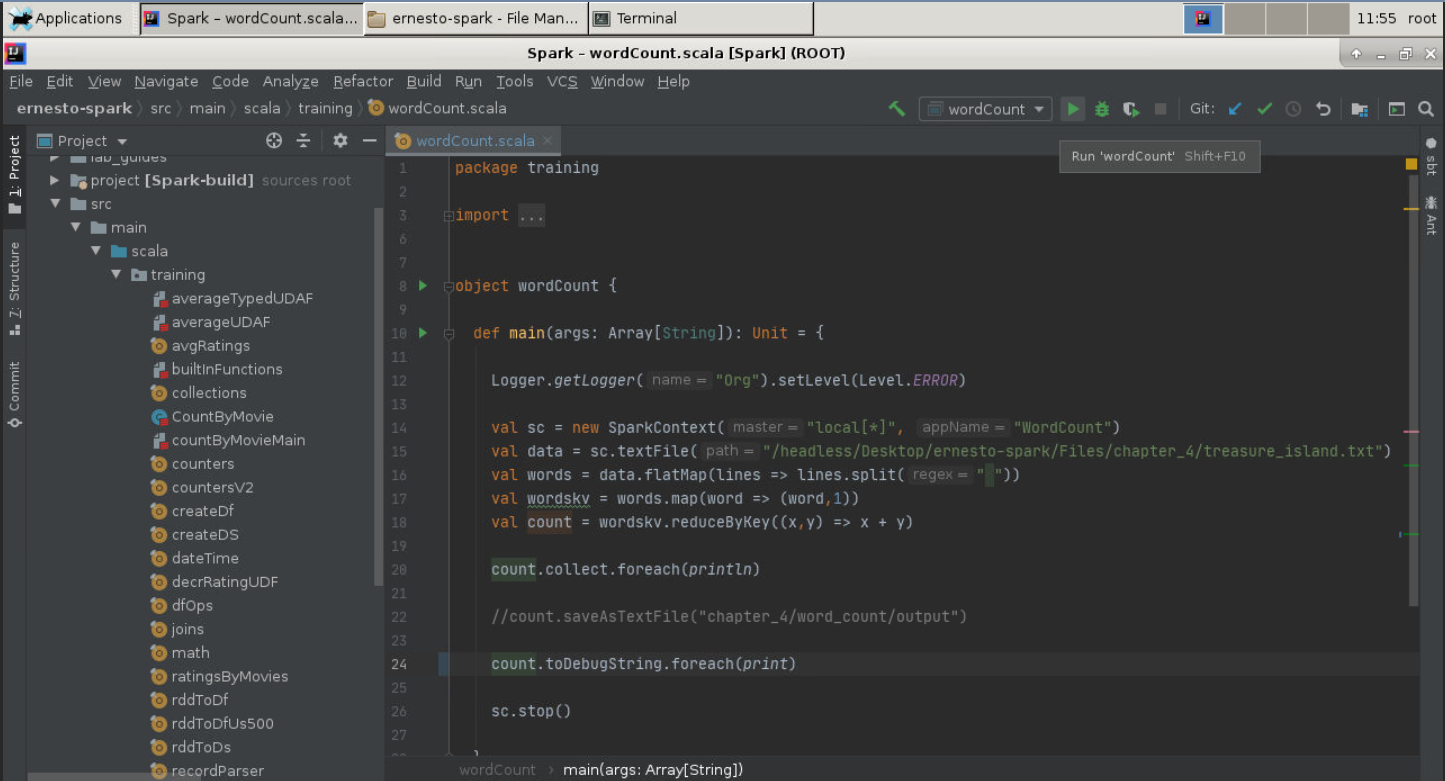 Applications Spark – wordCount.scala... ernesto-spark - File Man... Terminal 11:55 root
Spark – wordCount.scala [Spark] (ROOT)
File Edit View Navigate Code Analyze Refactor Build Run Tools VCS Window Help
ernesto-spark src main scala training wordCount.scala wordCount Git:
1: Project
7: Structure
Commit
Project
lab_guides
project [Spark-build] sources root
src
main
scala
training
averageTypedUDAF
averageUDAF
avgRatings
builtInFunctions
collections
CountByMovie
countByMovieMain
counters
countersV2
createDf
createDS
dateTime
decrRatingUDF
dfOps
joins
math
ratingsByMovies
rddToDf
rddToDfUs500
rddToDs
recordParser
wordCount.scala
Run 'wordCount' Shift+F10
1 package training
2
3 import ...
6
7
8 object wordCount {
9
10 def main(args: Array[String]): Unit = {
11
12 Logger.getLogger( name = "Org").setLevel(Level.ERROR)
13
14 val sc = new SparkContext( master = "local[*]", appName = "WordCount")
15 val data = sc.textFile( path = "/headless/Desktop/ernesto-spark/Files/chapter_4/treasure_island.txt")
16 val words = data.flatMap(lines => lines.split( regex = " "))
17 val wordskv = words.map(word => (word,1))
18 val count = wordskv.reduceByKey((x,y) => x + y)
19
20 count.collect.foreach(println)
21
22 //count.saveAsTextFile("chapter_4/word_count/output")
23
24 count.toDebugString.foreach(print)
25
26 sc.stop()
27
}
wordCount > main(args: Array[String])
sbt
Ant